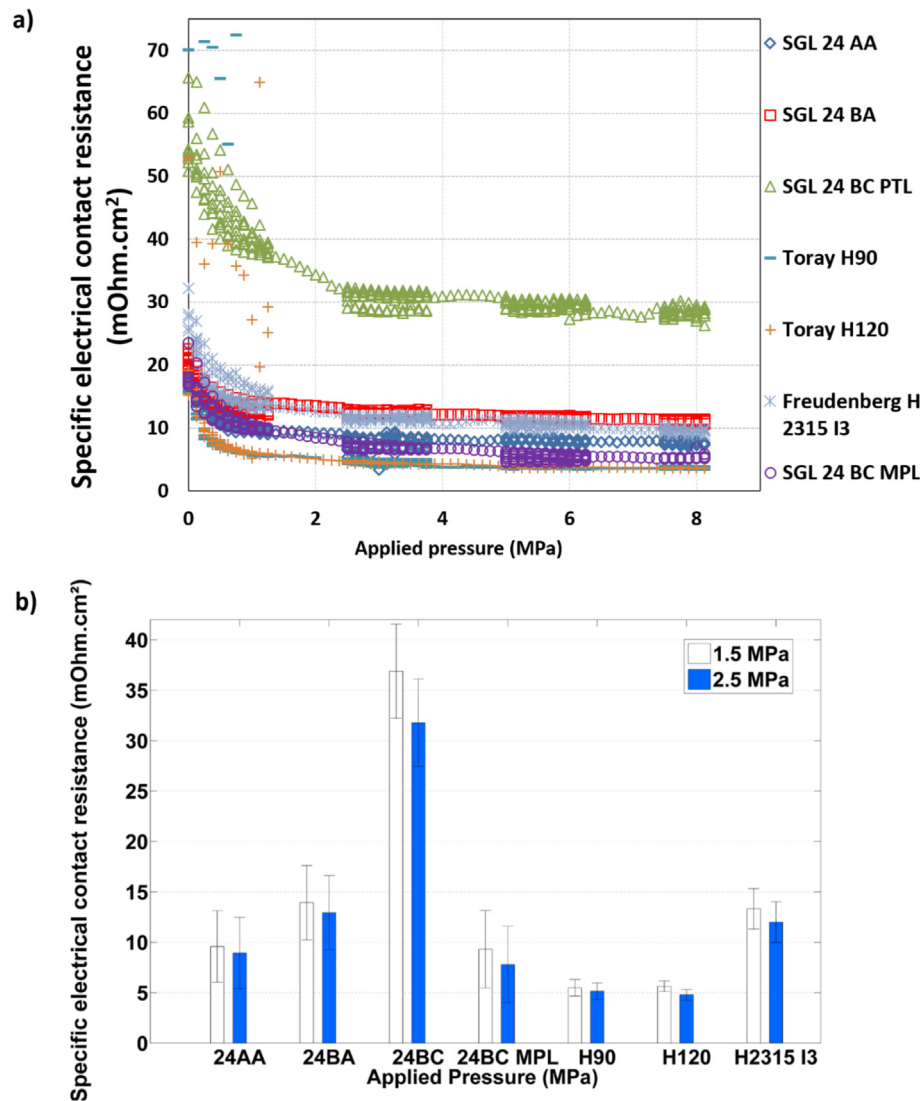 a)
Specific electrical contact resistance
(mOhm.cm²)
70
60
50
40
30
20
10
0
0 2 4 6 8
Applied pressure (MPa)
SGL 24 AA
SGL 24 BA
SGL 24 BC PTL
Toray H90
Toray H120
Freudenberg H
2315 I3
SGL 24 BC MPL
b)
Specific electrical contact resistance (mOhm.cm²)
40
35
30
25
20
15
10
5
0
1.5 MPa
2.5 MPa
24AA 24BA 24BC 24BC MPL H90 H120 H2315 I3
Applied Pressure (MPa)